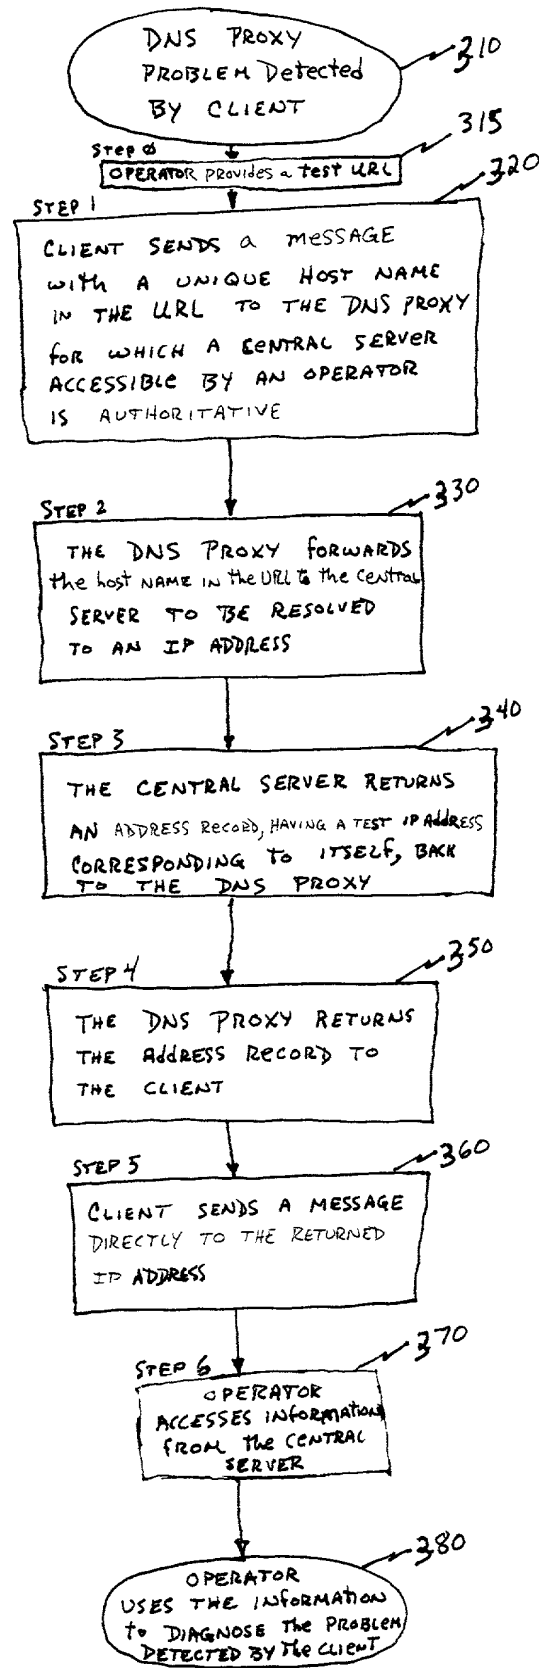 DNS PROXY
PROBLEM Detected
BY CLIENT
310
Step 0
315
OPERATOR PROVIDES a test URL
320
STEP 1
CLIENT SENDS a message
with A UNIQUE HOST NAME
IN THE URL TO THE DNS PROXY
for WHICH A CENTRAL SERVER
ACCESSIBLE BY AN OPERATOR
IS AUTHORITATIVE
330
STEP 2
THE DNS PROXY forwARDS
the host NAME IN the URL to the central
SERVER TO BE RESOLVED
TO AN IP ADDRESS
340
STEP 3
THE CENTRAL SERVER RETURNS
AN ADDRESS RECORD, HAVING A TEST IP Address
CORRESPONDING to ITSELF, BACK
TO THE DNS PROXY
350
STEP 4
THE DNS PROXY RETURNS
THE Address Record TO
THE CLIENT
360
STEP 5
CLIENT SENDS A MESSAGE
DIRECTLY TO THE RETURNED
IP ADDRESS
370
STEP 6
OPERATOR
ACCESSES INformation
from the CENTRAL
SERVER
380
OPERATOR
USES THE INformation
to DIAGNOSE the PROBLEM
DETECTED BY the CLIENT